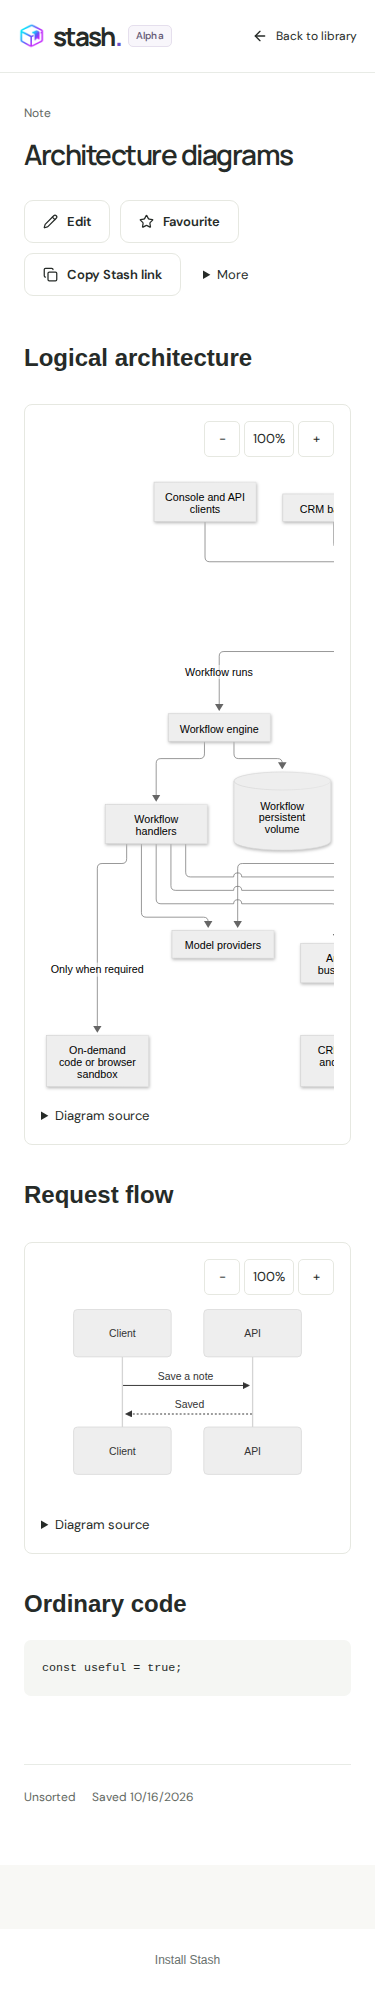 stash. Alpha
Back to library
Note
Architecture diagrams
Edit
Favourite
Copy Stash link
More
Logical architecture
−
100%
+
Console and API
clients
CRM
Workflow runs
Workflow engine
Workflow
handlers
Workflow
persistent
volume
Model providers
Only when required
On-demand
code or browser
sandbox
Diagram source
Request flow
−
100%
+
Client
API
Save a note
Saved
Client
API
Diagram source
Ordinary code
const useful = true;
Unsorted
Saved 10/16/2026
Install Stash